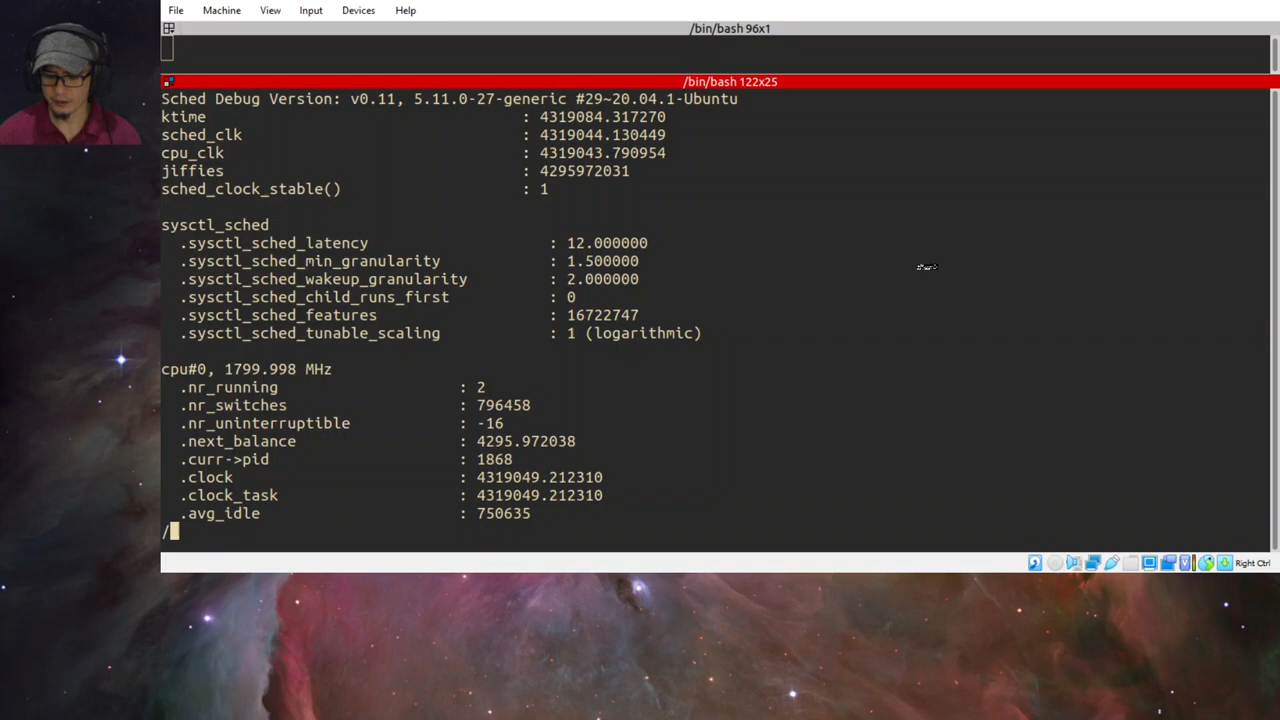 File Machine View Input Devices Help
/bin/bash 96x1
/bin/bash 122x25
Sched Debug Version: v0.11, 5.11.0-27-generic #29~20.04.1-Ubuntu
ktime : 4319084.317270
sched_clk : 4319044.130449
cpu_clk : 4319043.790954
jiffies : 4295972031
sched_clock_stable() : 1
sysctl_sched
.sysctl_sched_latency : 12.000000
.sysctl_sched_min_granularity : 1.500000
.sysctl_sched_wakeup_granularity : 2.000000
.sysctl_sched_child_runs_first : 0
.sysctl_sched_features : 16722747
.sysctl_sched_tunable_scaling : 1 (logarithmic)
cpu#0, 1799.998 MHz
.nr_running : 2
.nr_switches : 796458
.nr_uninterruptible : -16
.next_balance : 4295.972038
.curr->pid : 1868
.clock : 4319049.212310
.clock_task : 4319049.212310
.avg_idle : 750635
/
Right Ctrl